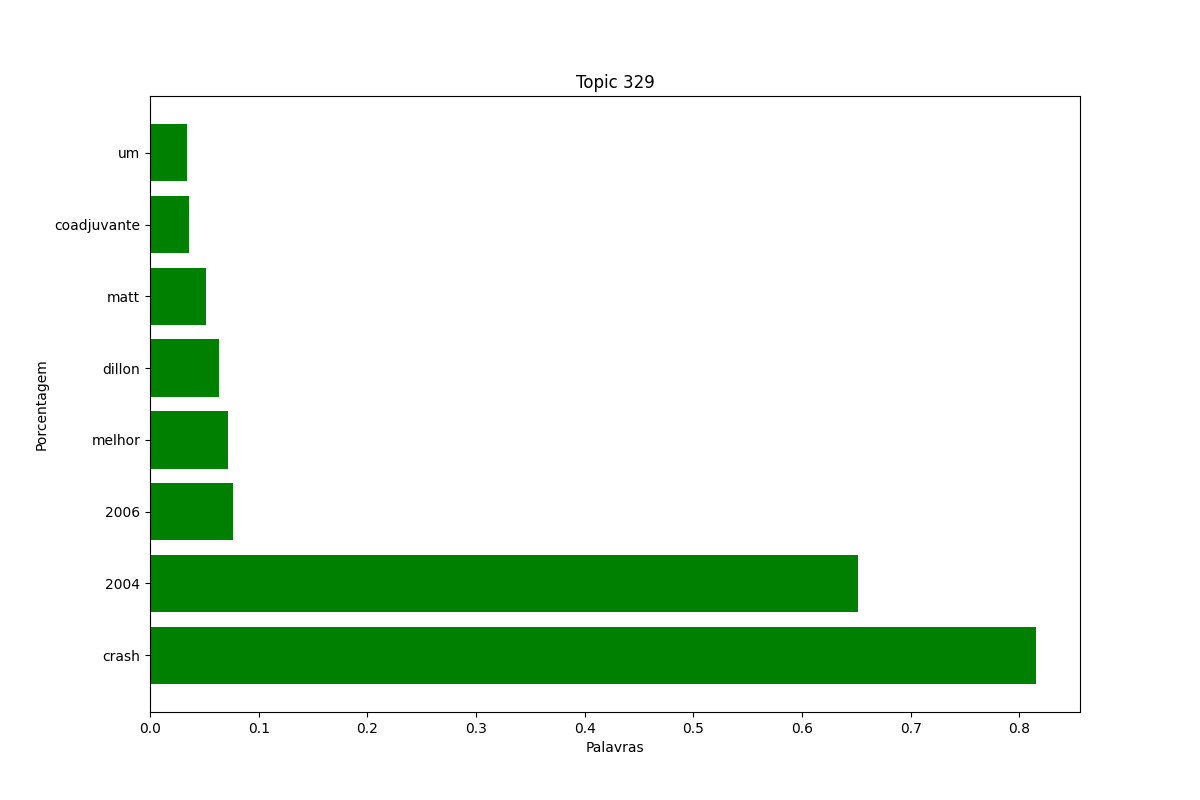 Topic 329
um
coadjuvante
matt
dillon
melhor
2006
2004
crash
Porcentagem
0.0 0.1 0.2 0.3 0.4 0.5 0.6 0.7 0.8
Palavras